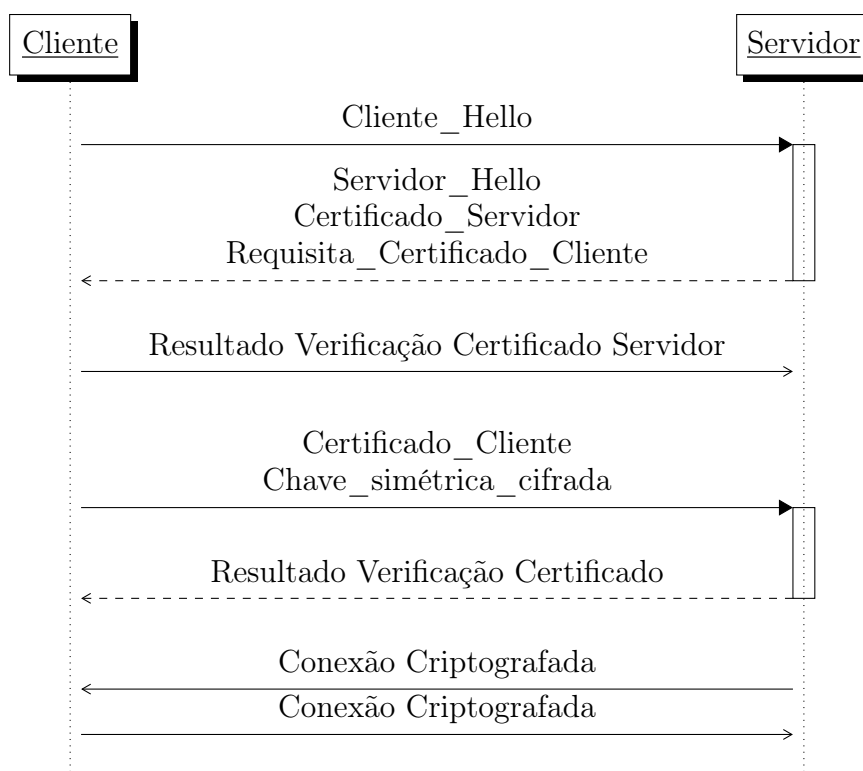 Cliente
Servidor
Cliente_Hello
Servidor_Hello
Certificado_Servidor
Requisita_Certificado_Cliente
Resultado Verificação Certificado Servidor
Certificado_Cliente
Chave_simétrica_cifrada
Resultado Verificação Certificado
Conexão Criptografada
Conexão Criptografada